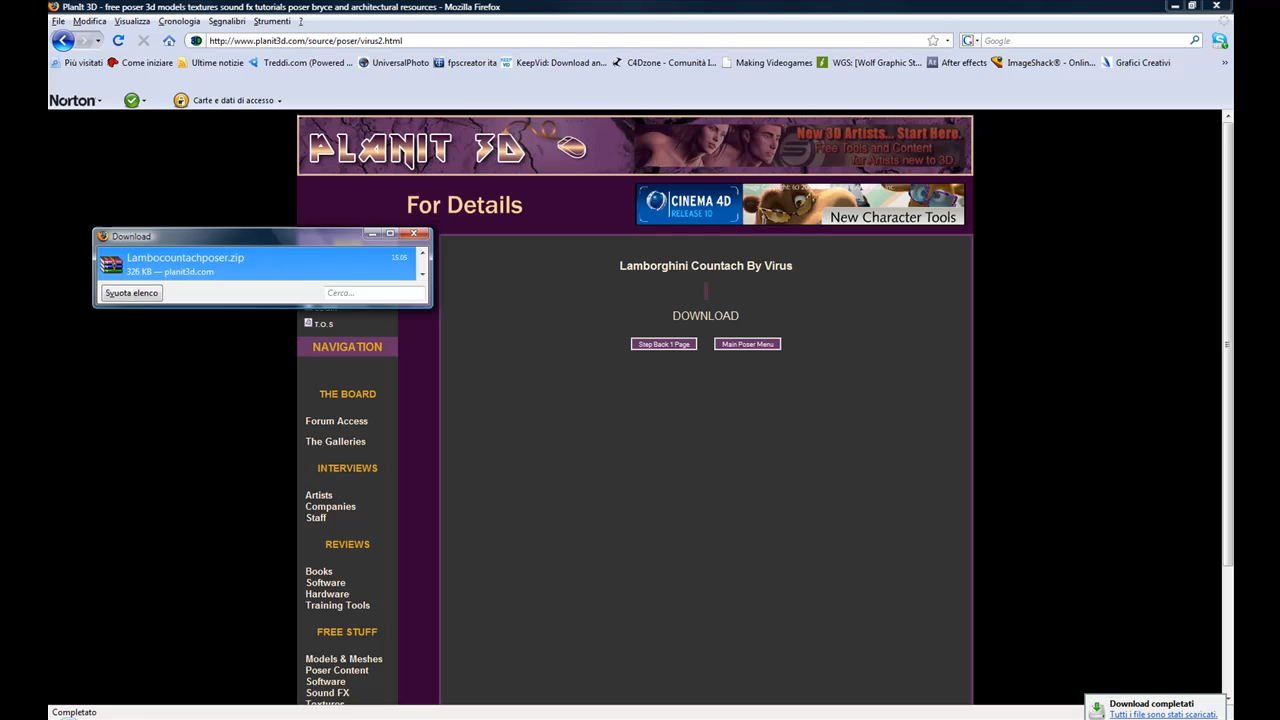 PlanIt 3D - free poser 3d models textures sound fx tutorials poser bryce and architectural resources - Mozilla Firefox
File Modifica Visualizza Cronologia Segnalibri Strumenti ?
http://www.planit3d.com/source/poser/virus2.html
Google
Più visitati Come iniziare Ultime notizie Treddi.com (Powered ... UniversalPhoto fpscreator ita KeepVid: Download an... C4Dzone - Comunità I... Making Videogames WGS: [Wolf Graphic St... After effects ImageShack® - Onlin... Grafici Creativi »
Norton Carte e dati di accesso
PLANIT 3D
New 3D Artists... Start Here.
Free Tools and Content
for Artists new to 3D.
For Details
CINEMA 4D
RELEASE 10
New Character Tools
Download
Lambocountachposer.zip 15.05
326 KB — planit3d.com
Svuota elenco Cerca...
Lamborghini Countach By Virus
DOWNLOAD
Step Back 1 Page Main Poser Menu
T.O.S
NAVIGATION
THE BOARD
Forum Access
The Galleries
INTERVIEWS
Artists
Companies
Staff
REVIEWS
Books
Software
Hardware
Training Tools
FREE STUFF
Models & Meshes
Poser Content
Software
Sound FX
Textures
Completato
Download completati
Tutti i file sono stati scaricati.